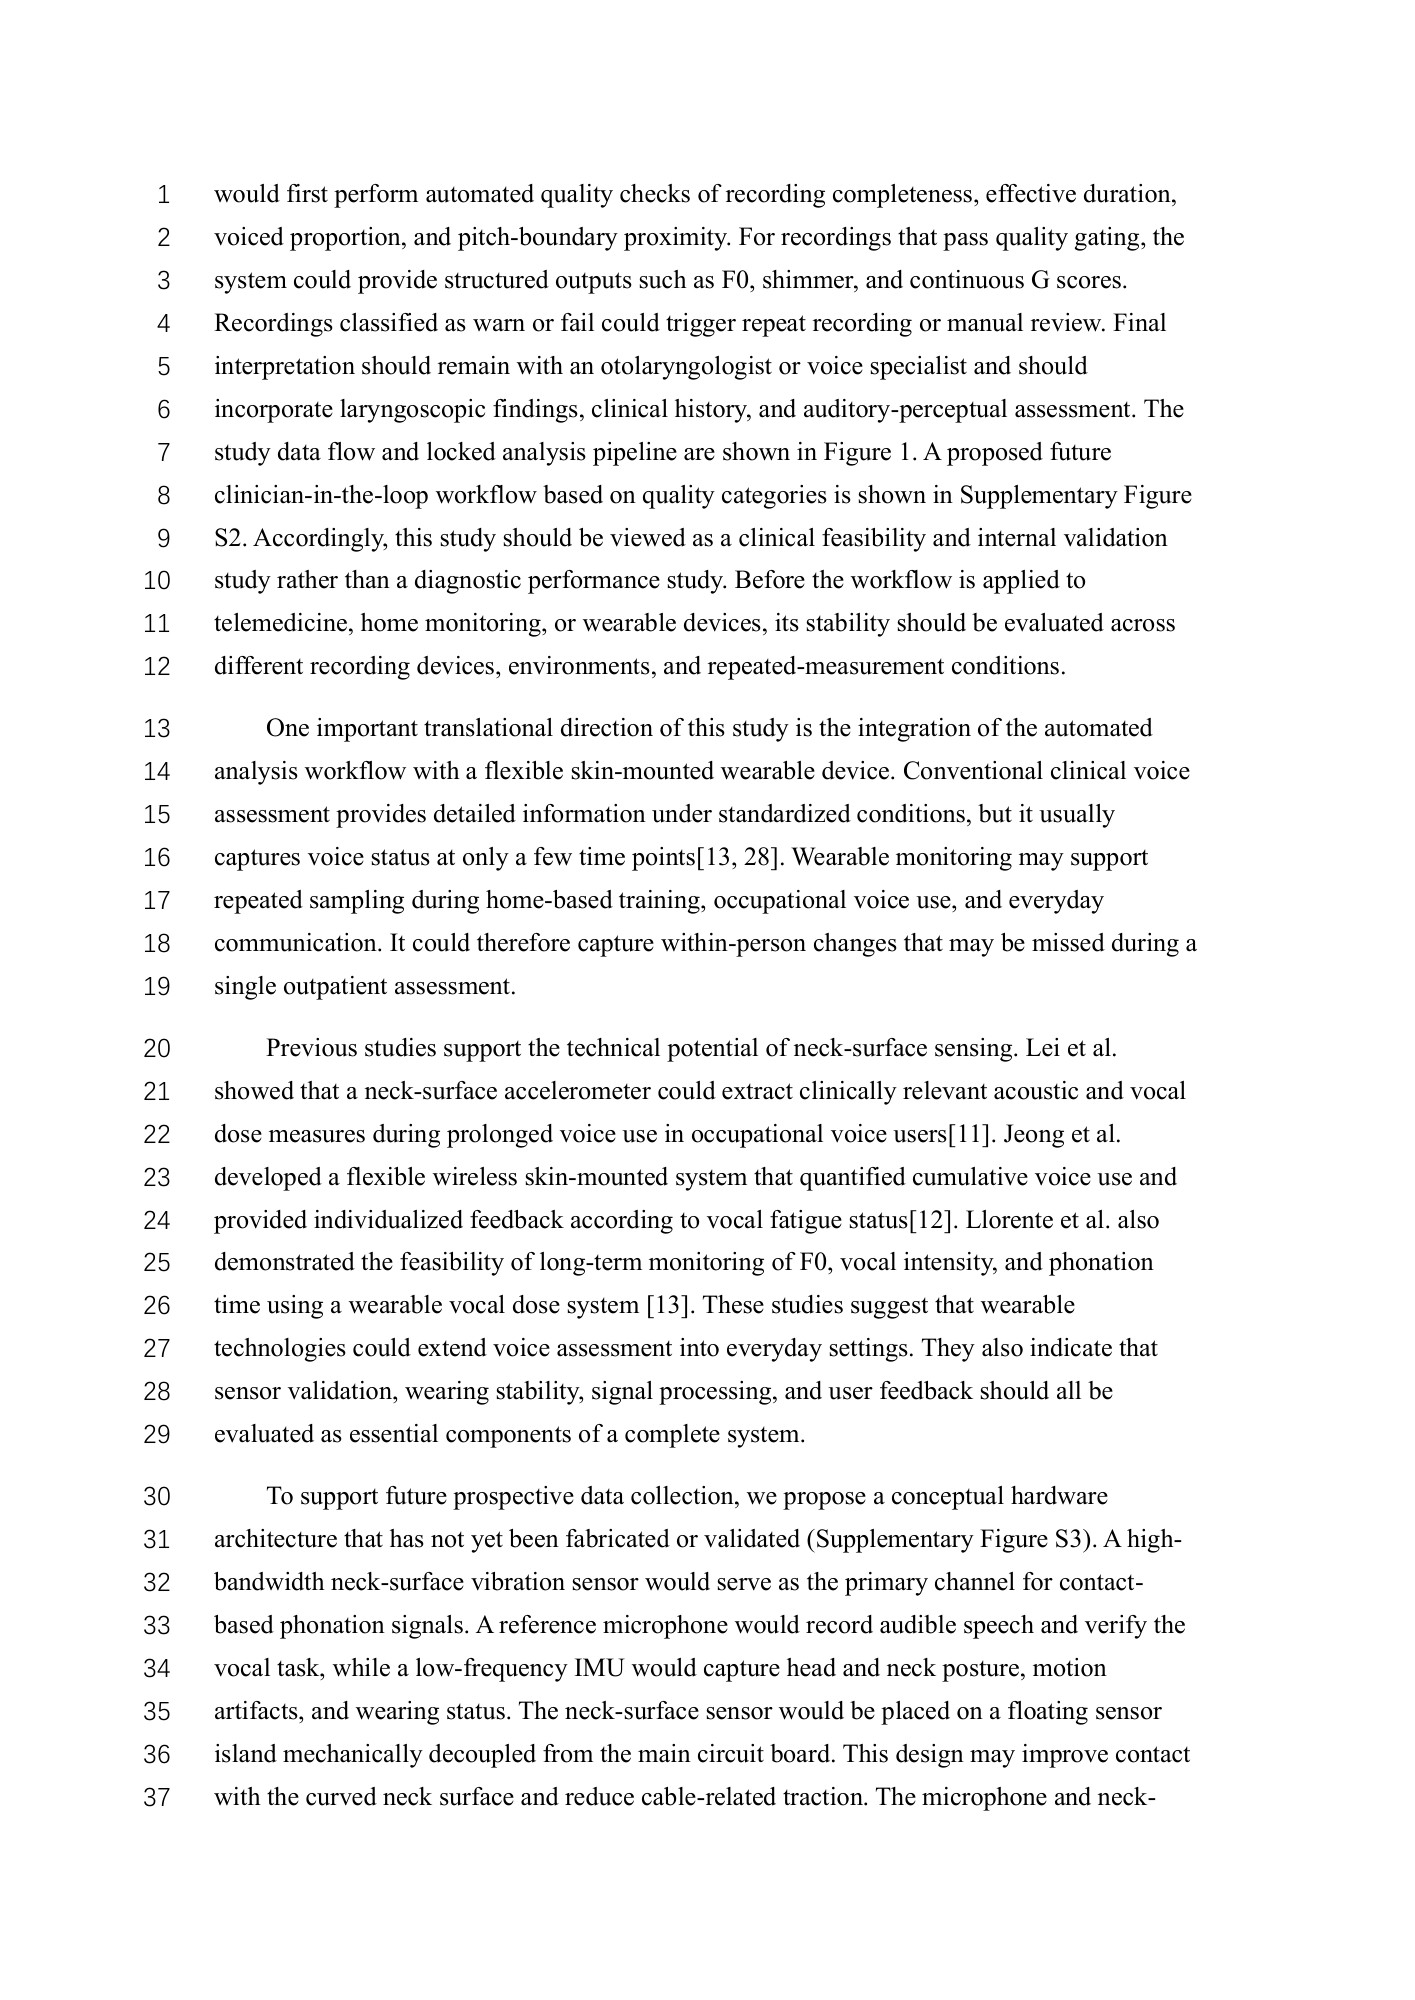 1 would first perform automated quality checks of recording completeness, effective duration,
2 voiced proportion, and pitch-boundary proximity. For recordings that pass quality gating, the
3 system could provide structured outputs such as F0, shimmer, and continuous G scores.
4 Recordings classified as warn or fail could trigger repeat recording or manual review. Final
5 interpretation should remain with an otolaryngologist or voice specialist and should
6 incorporate laryngoscopic findings, clinical history, and auditory-perceptual assessment. The
7 study data flow and locked analysis pipeline are shown in Figure 1. A proposed future
8 clinician-in-the-loop workflow based on quality categories is shown in Supplementary Figure
9 S2. Accordingly, this study should be viewed as a clinical feasibility and internal validation
10 study rather than a diagnostic performance study. Before the workflow is applied to
11 telemedicine, home monitoring, or wearable devices, its stability should be evaluated across
12 different recording devices, environments, and repeated-measurement conditions.
13 One important translational direction of this study is the integration of the automated
14 analysis workflow with a flexible skin-mounted wearable device. Conventional clinical voice
15 assessment provides detailed information under standardized conditions, but it usually
16 captures voice status at only a few time points[13, 28]. Wearable monitoring may support
17 repeated sampling during home-based training, occupational voice use, and everyday
18 communication. It could therefore capture within-person changes that may be missed during a
19 single outpatient assessment.
20 Previous studies support the technical potential of neck-surface sensing. Lei et al.
21 showed that a neck-surface accelerometer could extract clinically relevant acoustic and vocal
22 dose measures during prolonged voice use in occupational voice users[11]. Jeong et al.
23 developed a flexible wireless skin-mounted system that quantified cumulative voice use and
24 provided individualized feedback according to vocal fatigue status[12]. Llorente et al. also
25 demonstrated the feasibility of long-term monitoring of F0, vocal intensity, and phonation
26 time using a wearable vocal dose system [13]. These studies suggest that wearable
27 technologies could extend voice assessment into everyday settings. They also indicate that
28 sensor validation, wearing stability, signal processing, and user feedback should all be
29 evaluated as essential components of a complete system.
30 To support future prospective data collection, we propose a conceptual hardware
31 architecture that has not yet been fabricated or validated (Supplementary Figure S3). A high-
32 bandwidth neck-surface vibration sensor would serve as the primary channel for contact-
33 based phonation signals. A reference microphone would record audible speech and verify the
34 vocal task, while a low-frequency IMU would capture head and neck posture, motion
35 artifacts, and wearing status. The neck-surface sensor would be placed on a floating sensor
36 island mechanically decoupled from the main circuit board. This design may improve contact
37 with the curved neck surface and reduce cable-related traction. The microphone and neck-